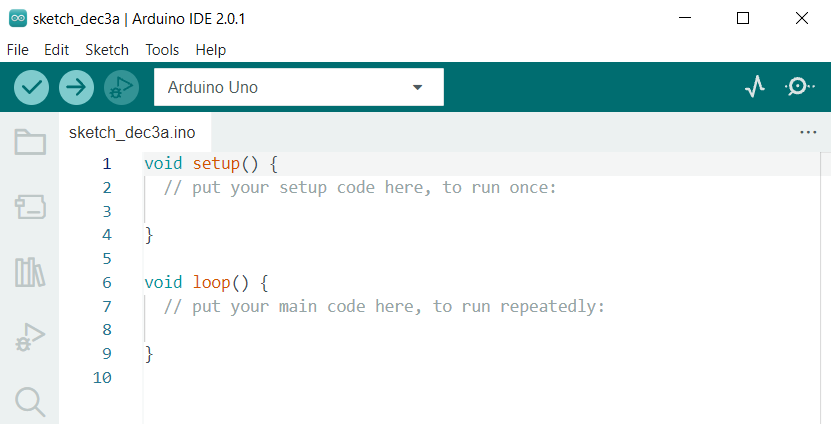 sketch_dec3a | Arduino IDE 2.0.1
File Edit Sketch Tools Help
Arduino Uno
sketch_dec3a.ino
1 void setup() {
2 // put your setup code here, to run once:
3
4 }
5
6 void loop() {
7 // put your main code here, to run repeatedly:
8
9 }
10